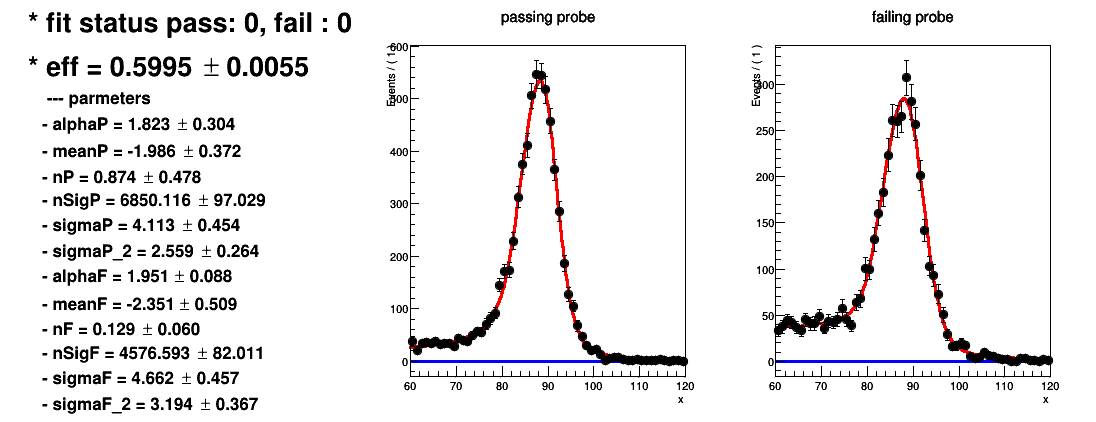 * fit status pass: 0, fail : 0
* eff = 0.5995 ± 0.0055
--- parmeters
- alphaP = 1.823 ± 0.304
- meanP = -1.986 ± 0.372
- nP = 0.874 ± 0.478
- nSigP = 6850.116 ± 97.029
- sigmaP = 4.113 ± 0.454
- sigmaP_2 = 2.559 ± 0.264
- alphaF = 1.951 ± 0.088
- meanF = -2.351 ± 0.509
- nF = 0.129 ± 0.060
- nSigF = 4576.593 ± 82.011
- sigmaF = 4.662 ± 0.457
- sigmaF_2 = 3.194 ± 0.367
passing probe
Events / ( 1 )
600
500
400
300
200
100
0
60 70 80 90 100 110 120
x
failing probe
Events / ( 1 )
300
250
200
150
100
50
0
60 70 80 90 100 110 120
x